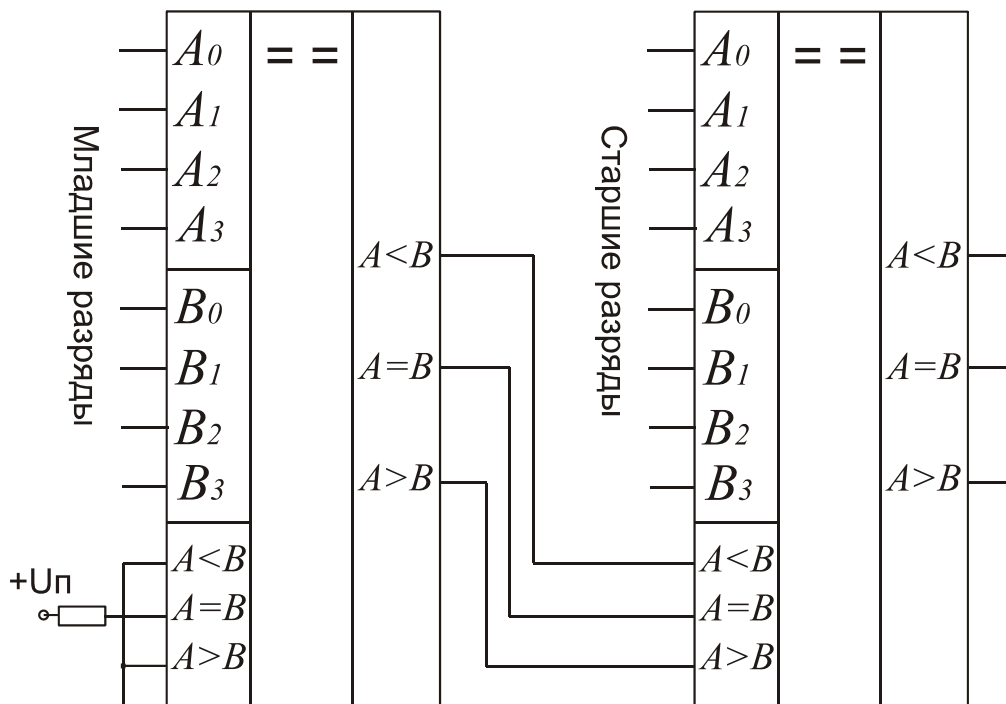 Младшие разряды
A0
A1
A2
A3
B0
B1
B2
B3
A<B
A=B
A>B
= =
A<B
A=B
A>B
+Uп
Старшие разряды
A0
A1
A2
A3
B0
B1
B2
B3
A<B
A=B
A>B
= =
A<B
A=B
A>B